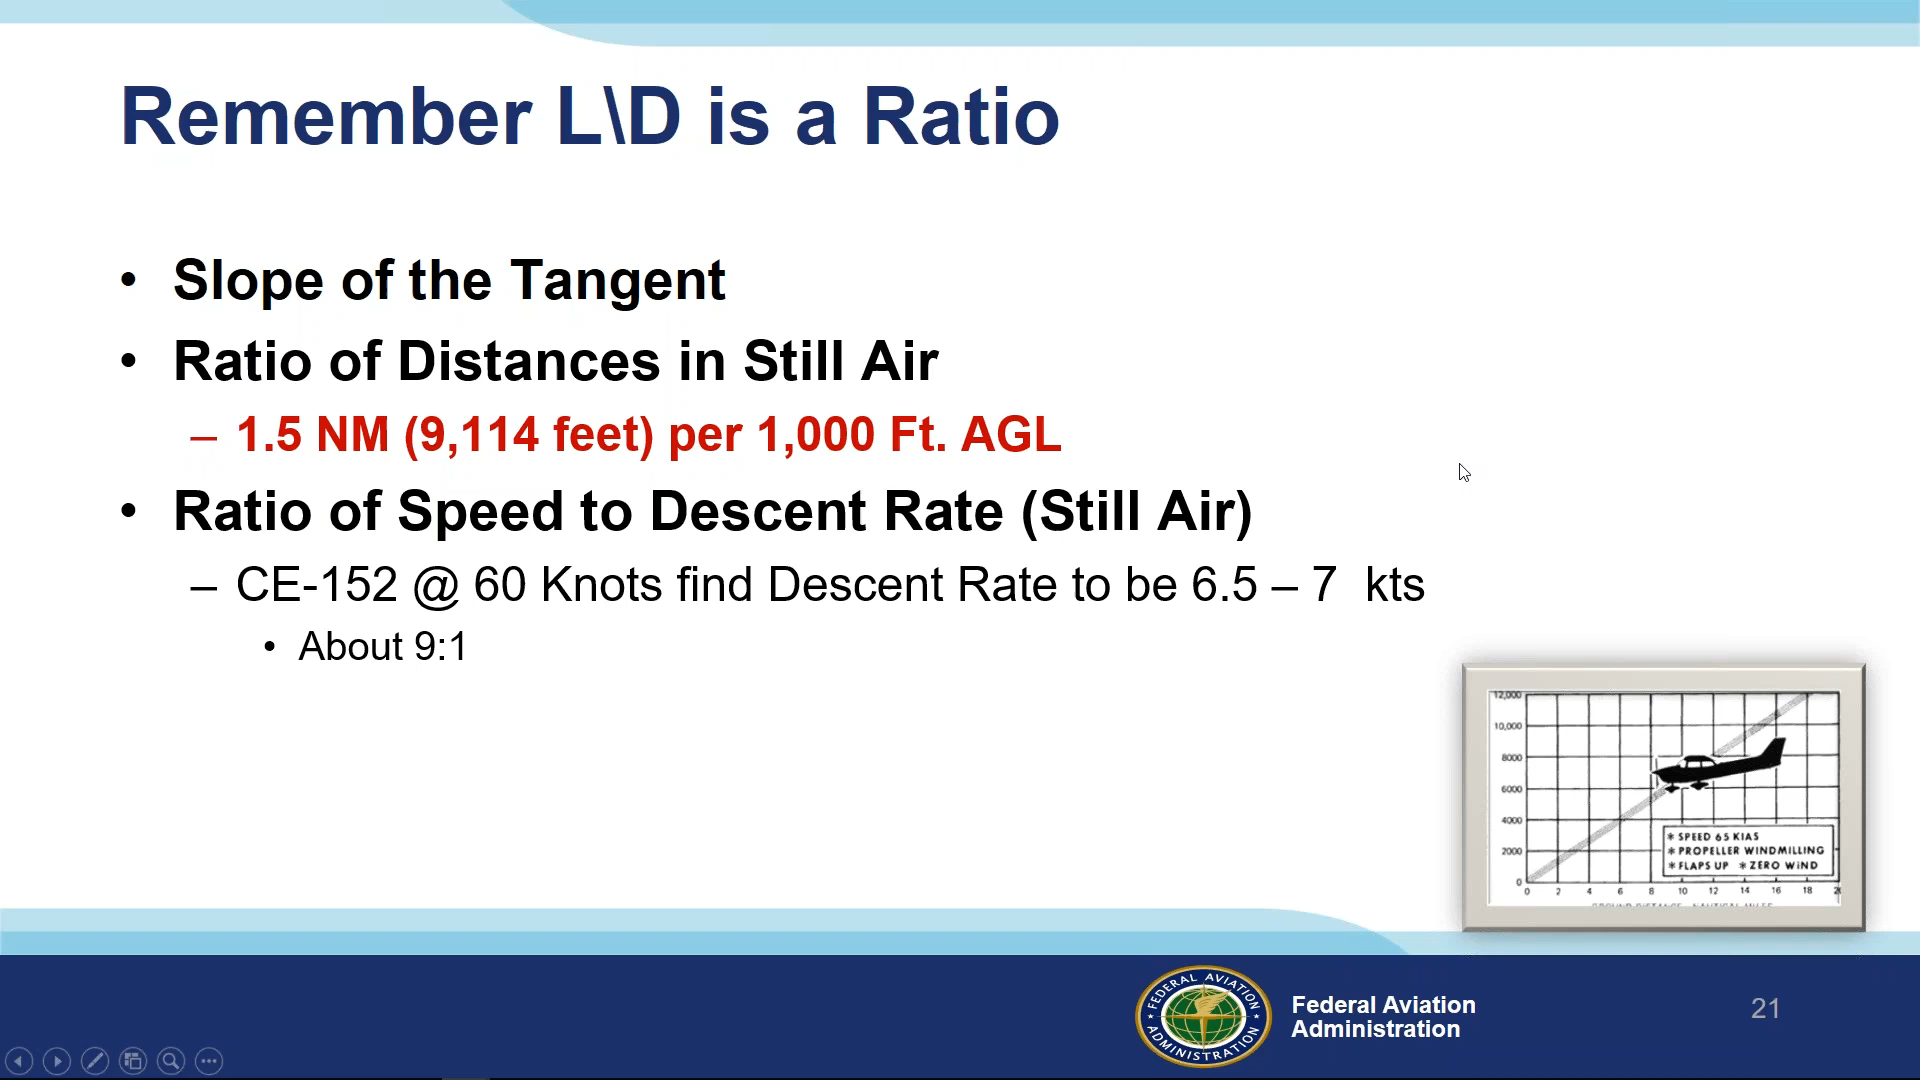 Remember L\D is a Ratio
• Slope of the Tangent
• Ratio of Distances in Still Air
– 1.5 NM (9,114 feet) per 1,000 Ft. AGL
• Ratio of Speed to Descent Rate (Still Air)
– CE-152 @ 60 Knots find Descent Rate to be 6.5 – 7 kts
• About 9:1
12,000
10,000
8000
6000
4000
2000
0
* SPEED 65 KIAS
* PROPELLER WINDMILLING
* FLAPS UP * ZERO WIND
0 2 4 6 8 10 12 14 16 18
FEDERAL AVIATION
ADMINISTRATION
Federal Aviation
Administration
21